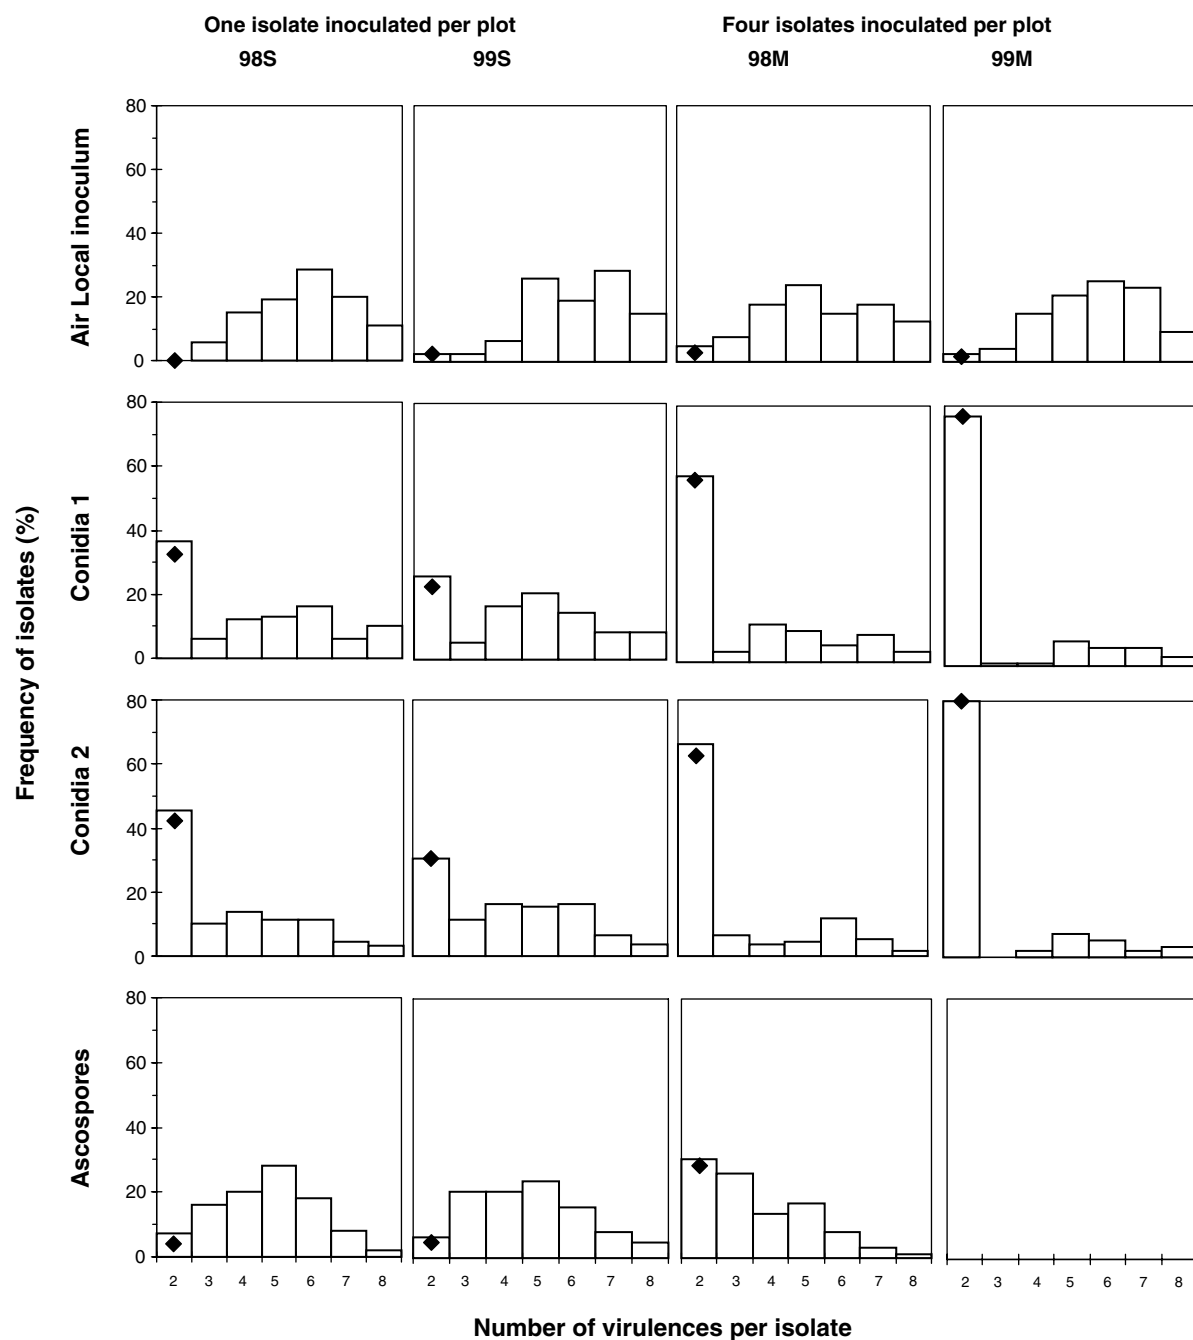 One isolate inoculated per plot
Four isolates inoculated per plot
98S
99S
98M
99M
Frequency of isolates (%)
Air Local inoculum
80
60
40
20
0
Conidia 1
80
60
40
20
0
Conidia 2
80
60
40
20
0
Ascospores
80
60
40
20
0
2 3 4 5 6 7 8
2 3 4 5 6 7 8
2 3 4 5 6 7 8
2 3 4 5 6 7 8
Number of virulences per isolate